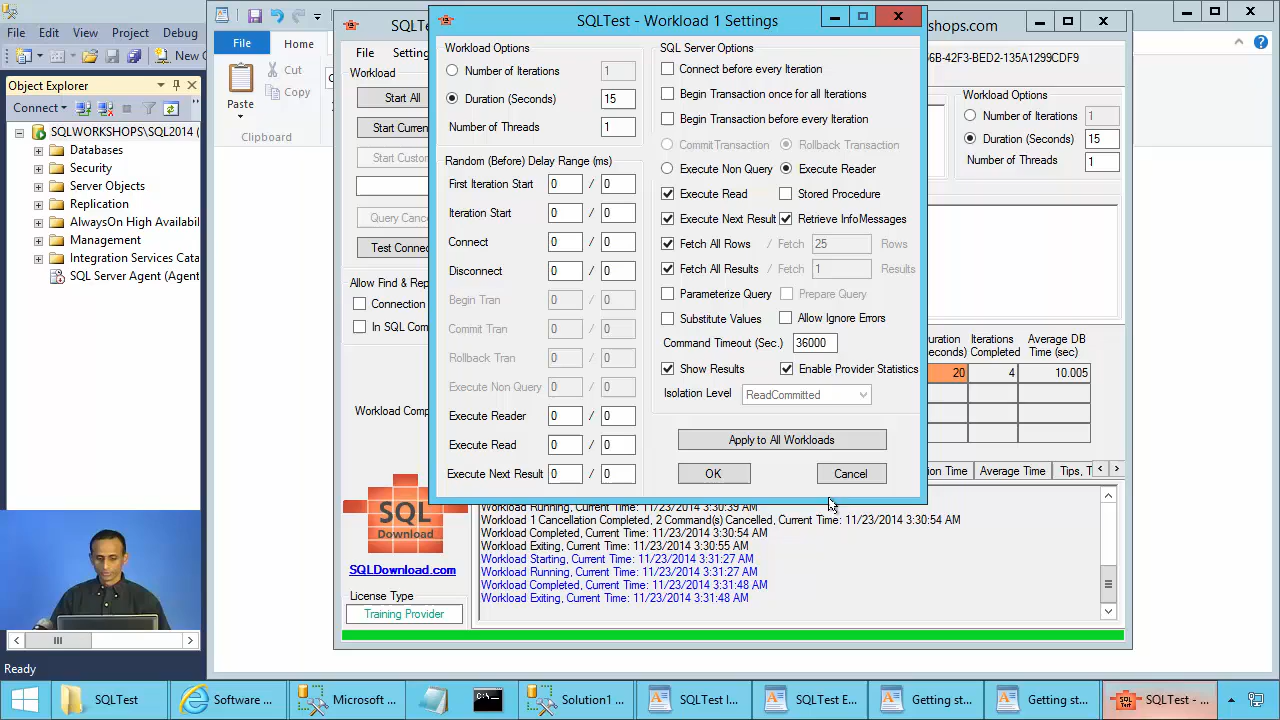 File Edit View Project Debug
New
Object Explorer
Connect
SQLWORKSHOPS\SQL2014 (
Databases
Security
Server Objects
Replication
AlwaysOn High Availabi
Management
Integration Services Cata
SQL Server Agent (Agent
Ready
File
Home
Paste
Cut
Copy
Clipboard
SQLTe
shops.com
File
Setting
Workload
Start All
Start Curren
Start Custom
Query Cance
Test Connec
Allow Find & Rep
Connection
In SQL Com
Workload Comp
SQL
Download
SQLDownload.com
License Type
Training Provider
SQLTest - Workload 1 Settings
Workload Options
Number of Iterations 1
Duration (Seconds) 15
Number of Threads 1
Random (Before) Delay Range (ms)
First Iteration Start 0 / 0
Iteration Start 0 / 0
Connect 0 / 0
Disconnect 0 / 0
Begin Tran 0 / 0
Commit Tran 0 / 0
Rollback Tran 0 / 0
Execute Non Query 0 / 0
Execute Reader 0 / 0
Execute Read 0 / 0
Execute Next Result 0 / 0
SQL Server Options
Connect before every Iteration
Begin Transaction once for all Iterations
Begin Transaction before every Iteration
Commit Transaction Rollback Transaction
Execute Non Query Execute Reader
Execute Read Stored Procedure
Execute Next Result Retrieve InfoMessages
Fetch All Rows / Fetch 25 Rows
Fetch All Results / Fetch 1 Results
Parameterize Query Prepare Query
Substitute Values Allow Ignore Errors
Command Timeout (Sec.) 36000
Show Results Enable Provider Statistics
Isolation Level ReadCommitted
Apply to All Workloads
OK Cancel
6B-42F3-BED2-135A1299CDF9
Workload Options
Number of Iterations 1
Duration (Seconds) 15
Number of Threads 1
uration Iterations Average DB
econds) Completed Time (sec)
20 4 10.005
on Time Average Time Tips, T
Workload Running, Current Time: 11/23/2014 3:30:39 AM
Workload 1 Cancellation Completed, 2 Command(s) Cancelled, Current Time: 11/23/2014 3:30:54 AM
Workload Completed, Current Time: 11/23/2014 3:30:54 AM
Workload Exiting, Current Time: 11/23/2014 3:30:55 AM
Workload Starting, Current Time: 11/23/2014 3:31:27 AM
Workload Running, Current Time: 11/23/2014 3:31:27 AM
Workload Completed, Current Time: 11/23/2014 3:31:48 AM
Workload Exiting, Current Time: 11/23/2014 3:31:48 AM
SQLTest
Software ...
Microsoft ...
Solution1 ...
SQLTest I...
SQLTest E...
Getting st...
Getting st...
SQLTest - ...